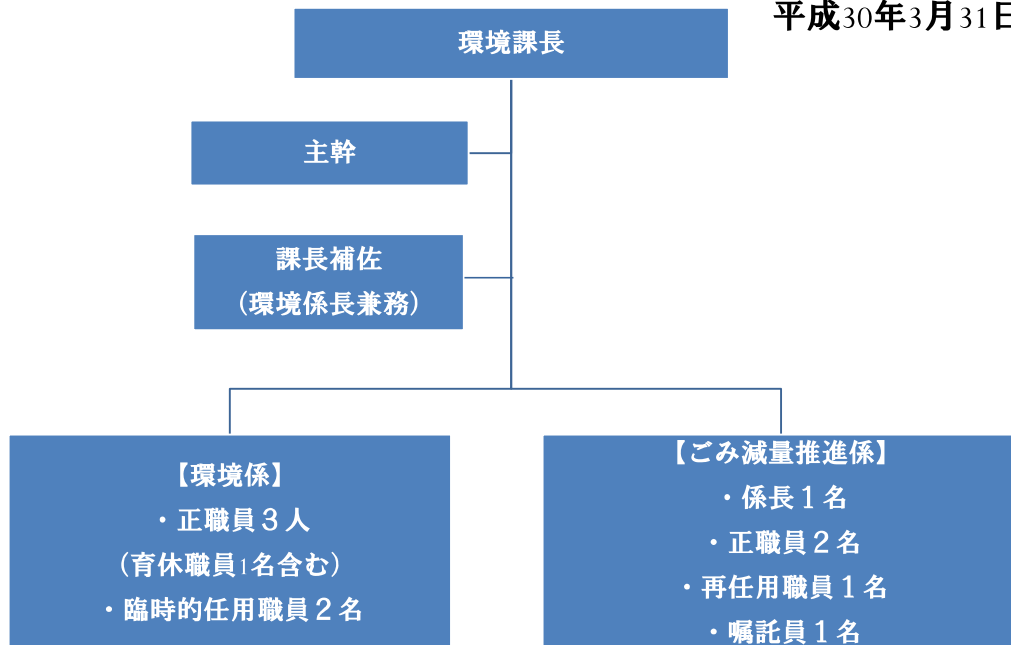 平成30年3月31日
環境課長
主幹
課長補佐
（環境係長兼務）
【環境係】
・正職員３人
（育休職員1名含む）
・臨時的任用職員２名
【ごみ減量推進係】
・係長１名
・正職員２名
・再任用職員１名
・嘱託員１名